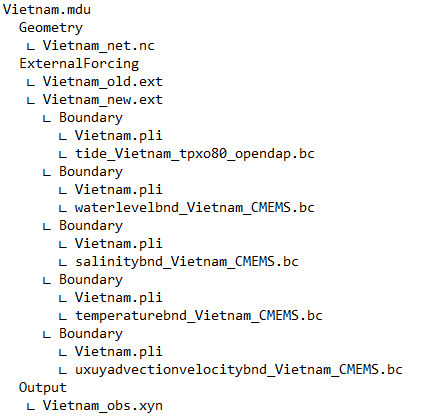 Vietnam.mdu
Geometry
∟ Vietnam_net.nc
ExternalForcing
∟ Vietnam_old.ext
∟ Vietnam_new.ext
∟ Boundary
∟ Vietnam.pli
∟ tide_Vietnam_tpxo80_opendap.bc
∟ Boundary
∟ Vietnam.pli
∟ waterlevelbnd_Vietnam_CMEMS.bc
∟ Boundary
∟ Vietnam.pli
∟ salinitybnd_Vietnam_CMEMS.bc
∟ Boundary
∟ Vietnam.pli
∟ temperaturebnd_Vietnam_CMEMS.bc
∟ Boundary
∟ Vietnam.pli
∟ uxuyadvectionvelocitybnd_Vietnam_CMEMS.bc
Output
∟ Vietnam_obs.xyn